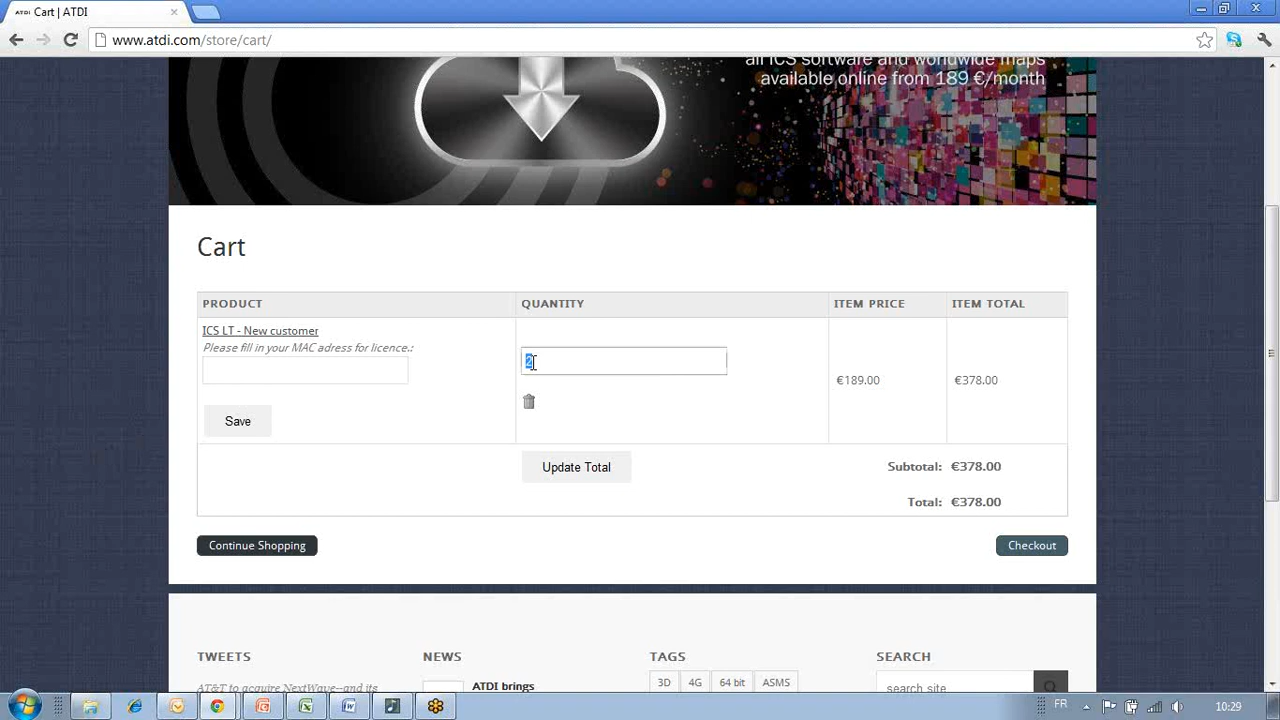 ATDI Cart | ATDI
www.atdi.com/store/cart/
all ICS software and worldwide maps
available online from 189 €/month
Cart
PRODUCT QUANTITY ITEM PRICE ITEM TOTAL
ICS LT - New customer
Please fill in your MAC adress for licence.:
2
€189.00 €378.00
Save
Update Total Subtotal: €378.00
Total: €378.00
Continue Shopping Checkout
TWEETS NEWS TAGS SEARCH
AT&T to acquire NextWave--and its
ATDI brings
3D 4G 64 bit ASMS
search site
FR 10:29